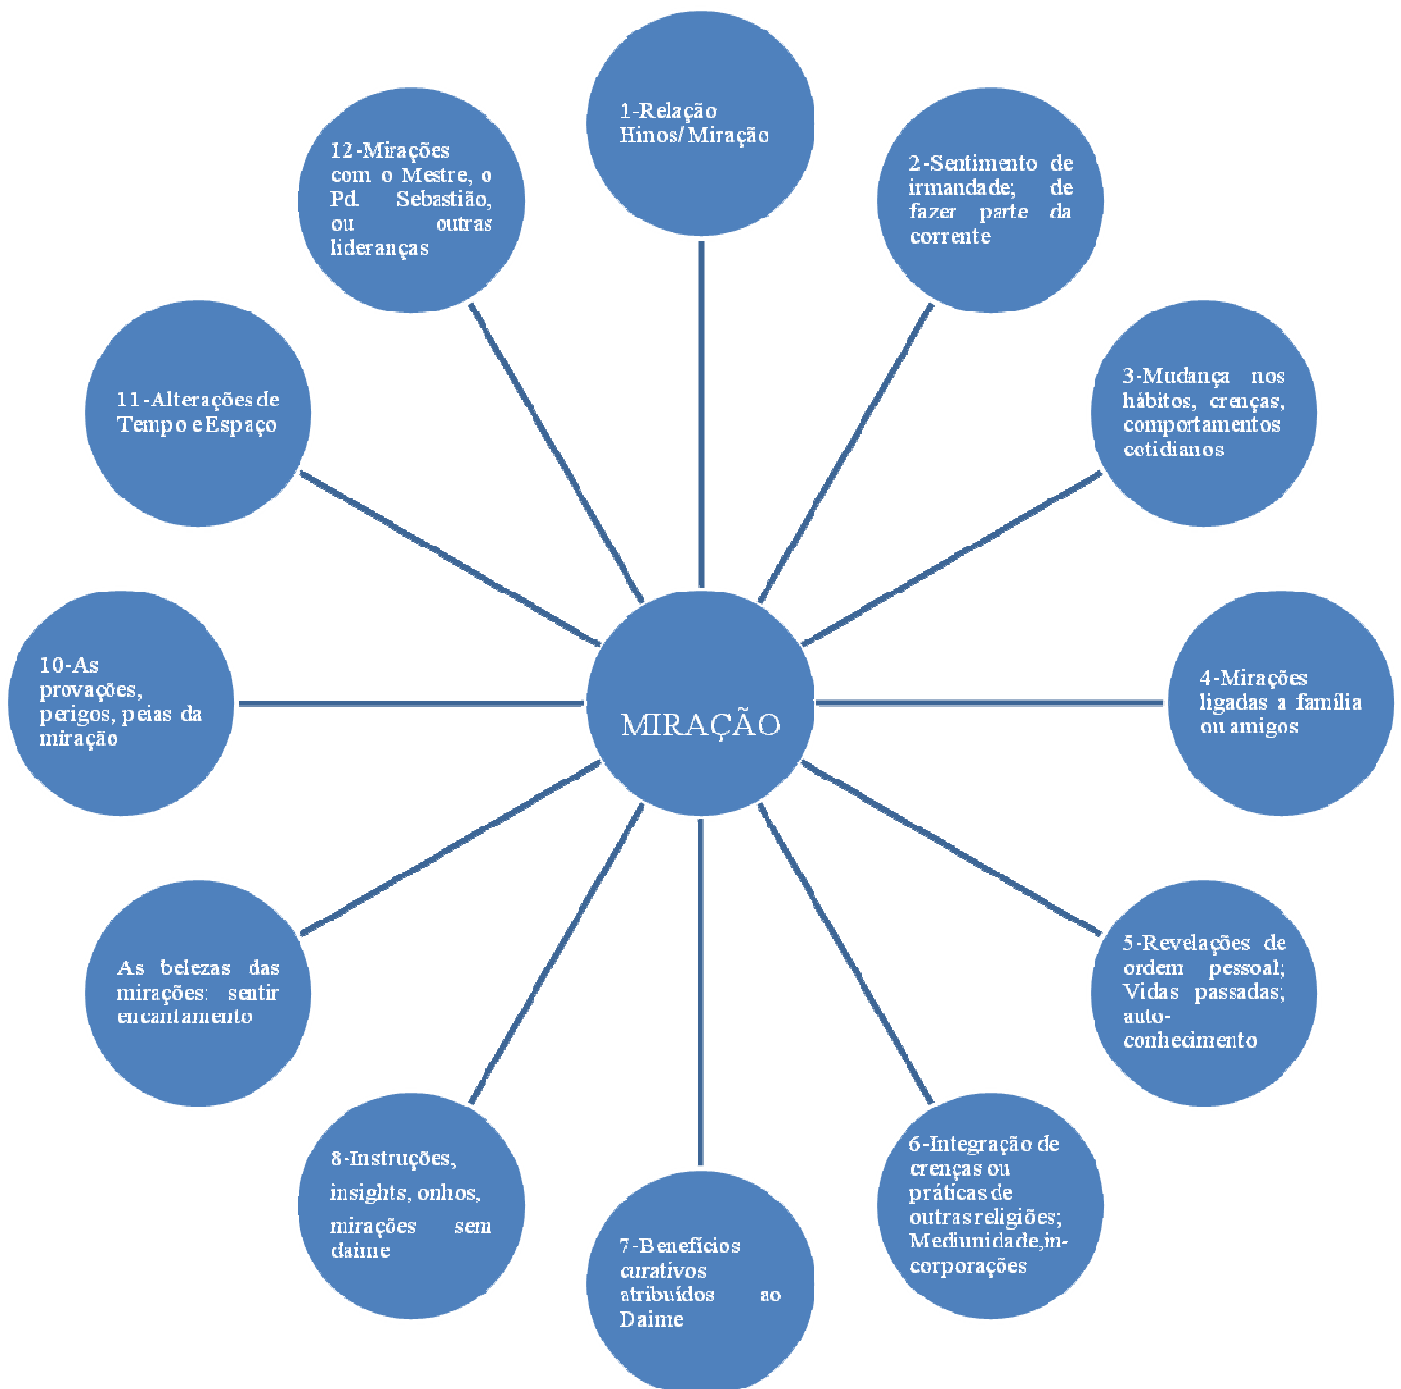 1-Relação
Hinos/ Miração
2-Sentimento de
irmandade; de
fazer parte da
corrente
3-Mudança nos
hábitos, crenças,
comportamentos
cotidianos
4-Mirações
ligadas a família
ou amigos
5-Revelações de
ordem pessoal;
Vidas passadas;
auto-
conhecimento
6-Integração de
crenças ou
práticas de
outras religiões;
Mediunidade,in-
corporações
7-Benefícios
curativos
atribuídos ao
Daime
8-Instruções,
insights, onhos,
mirações sem
daime
As belezas das
mirações: sentir
encantamento
10-As
provações,
perigos, peias da
miração
11-Alterações de
Tempo e Espaço
12-Mirações
com o Mestre, o
Pd. Sebastião,
ou outras
lideranças
MIRAÇÃO